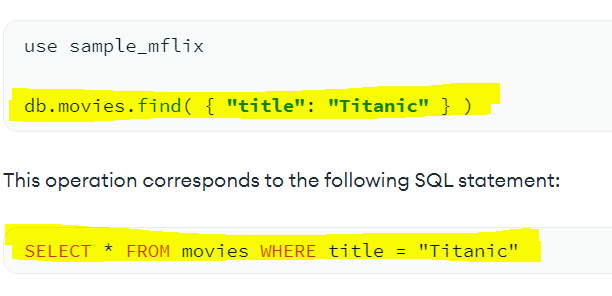 use sample_mflix
db.movies.find( { "title": "Titanic" } )
This operation corresponds to the following SQL statement:
SELECT * FROM movies WHERE title = "Titanic"